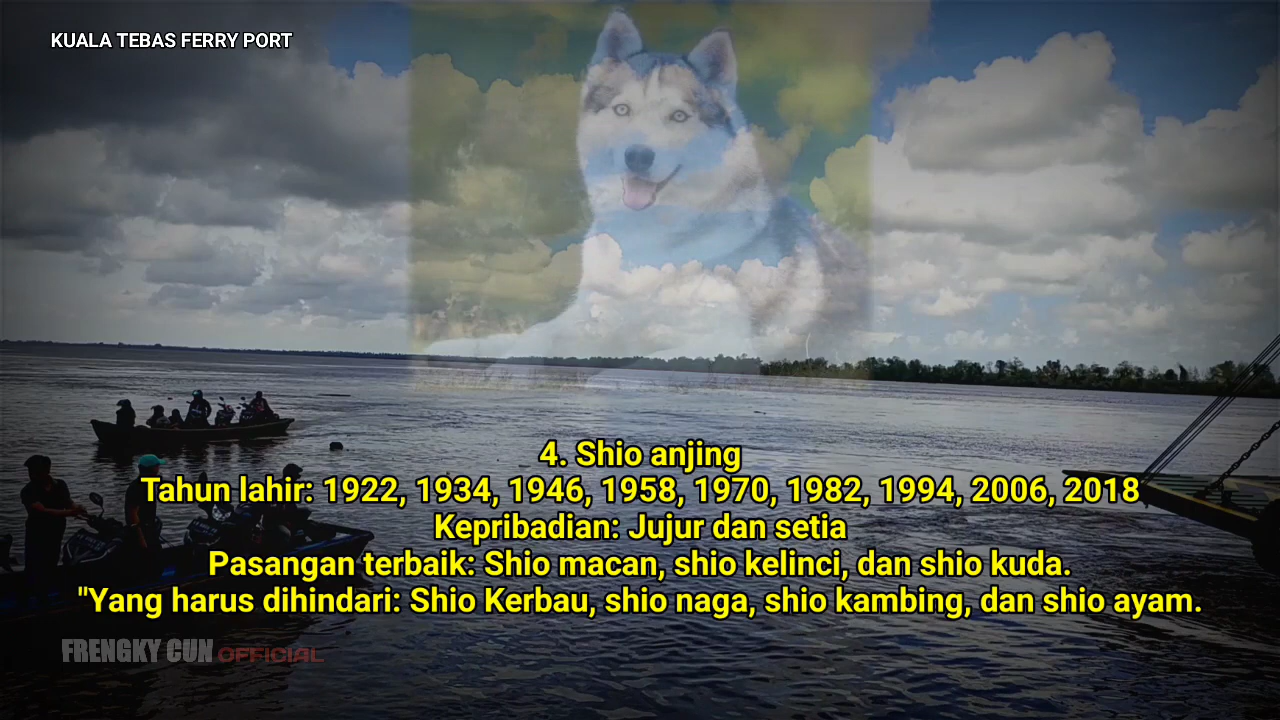 KUALA TEBAS FERRY PORT
4. Shio anjing
Tahun lahir: 1922, 1934, 1946, 1958, 1970, 1982, 1994, 2006, 2018
Kepribadian: Jujur dan setia
Pasangan terbaik: Shio macan, shio kelinci, dan shio kuda.
"Yang harus dihindari: Shio Kerbau, shio naga, shio kambing, dan shio ayam.
FRENGKY CUN OFFICIAL